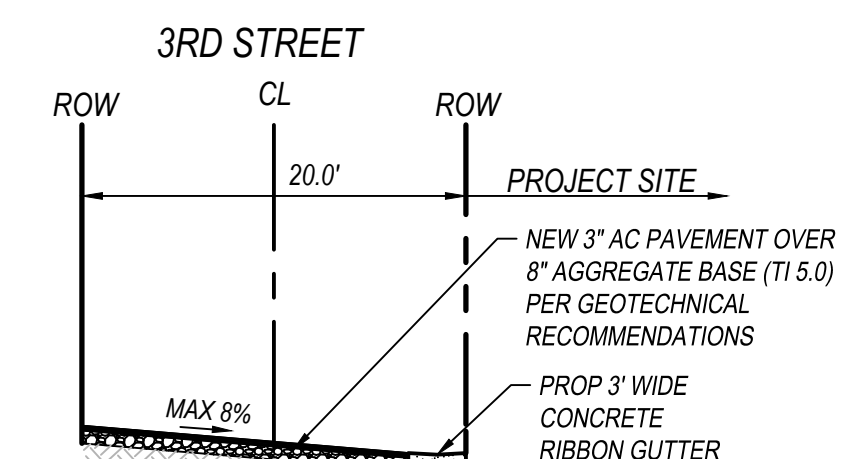 3RD STREET
ROW
CL
ROW
20.0'
PROJECT SITE
NEW 3" AC PAVEMENT OVER
8" AGGREGATE BASE (TI 5.0)
PER GEOTECHNICAL
RECOMMENDATIONS
MAX 8%
PROP 3' WIDE
CONCRETE
RIBBON GUTTER